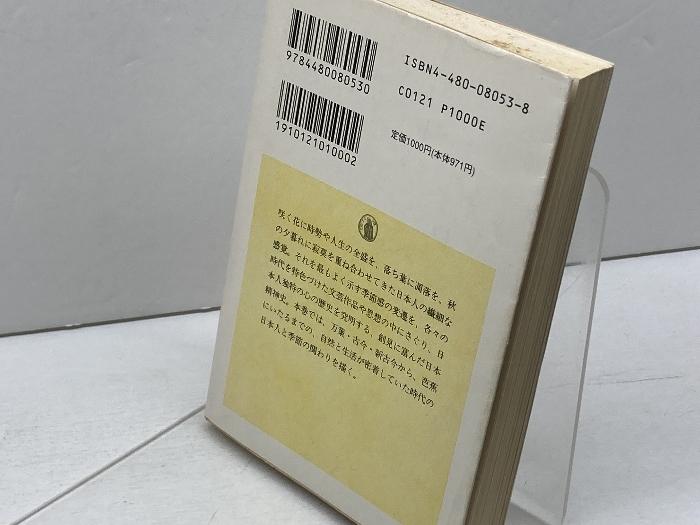 9784480080530
ISBN4-480-08053-8
C0121 P1000E
1910121010002
定価1000円(本体971円)
咲く花に時勢や人生の全盛を、落ち葉に凋落を、秋
の夕暮れに寂寞を重ね合わせてきた日本人の繊細な
感覚。それを最もよく示す季節感の変遷を、各々の
時代を特色づけた文芸作品や思想の中にさぐり、日
本人独特の心の歴史を発明する、創見に富んだ日本
精神史。本巻では、万葉・古今・新古今から、芭蕉
にいたるまでの、自然と生活が密着していた時代の
日本人と季節の関わりを描く。